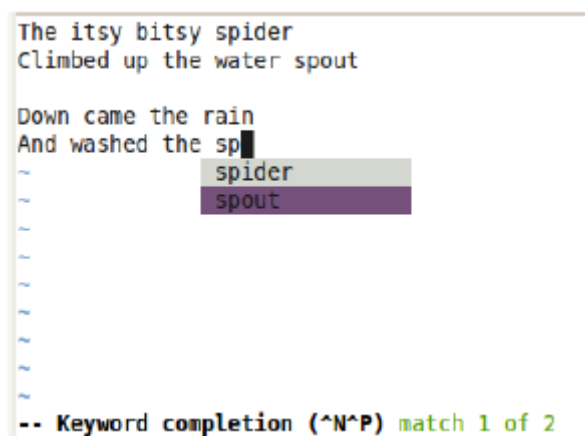 The itsy bitsy spider
Climbed up the water spout

Down came the rain
And washed the sp
~ spider
~ spout
~
~
~
~
~
~
~
-- Keyword completion (^N^P) match 1 of 2